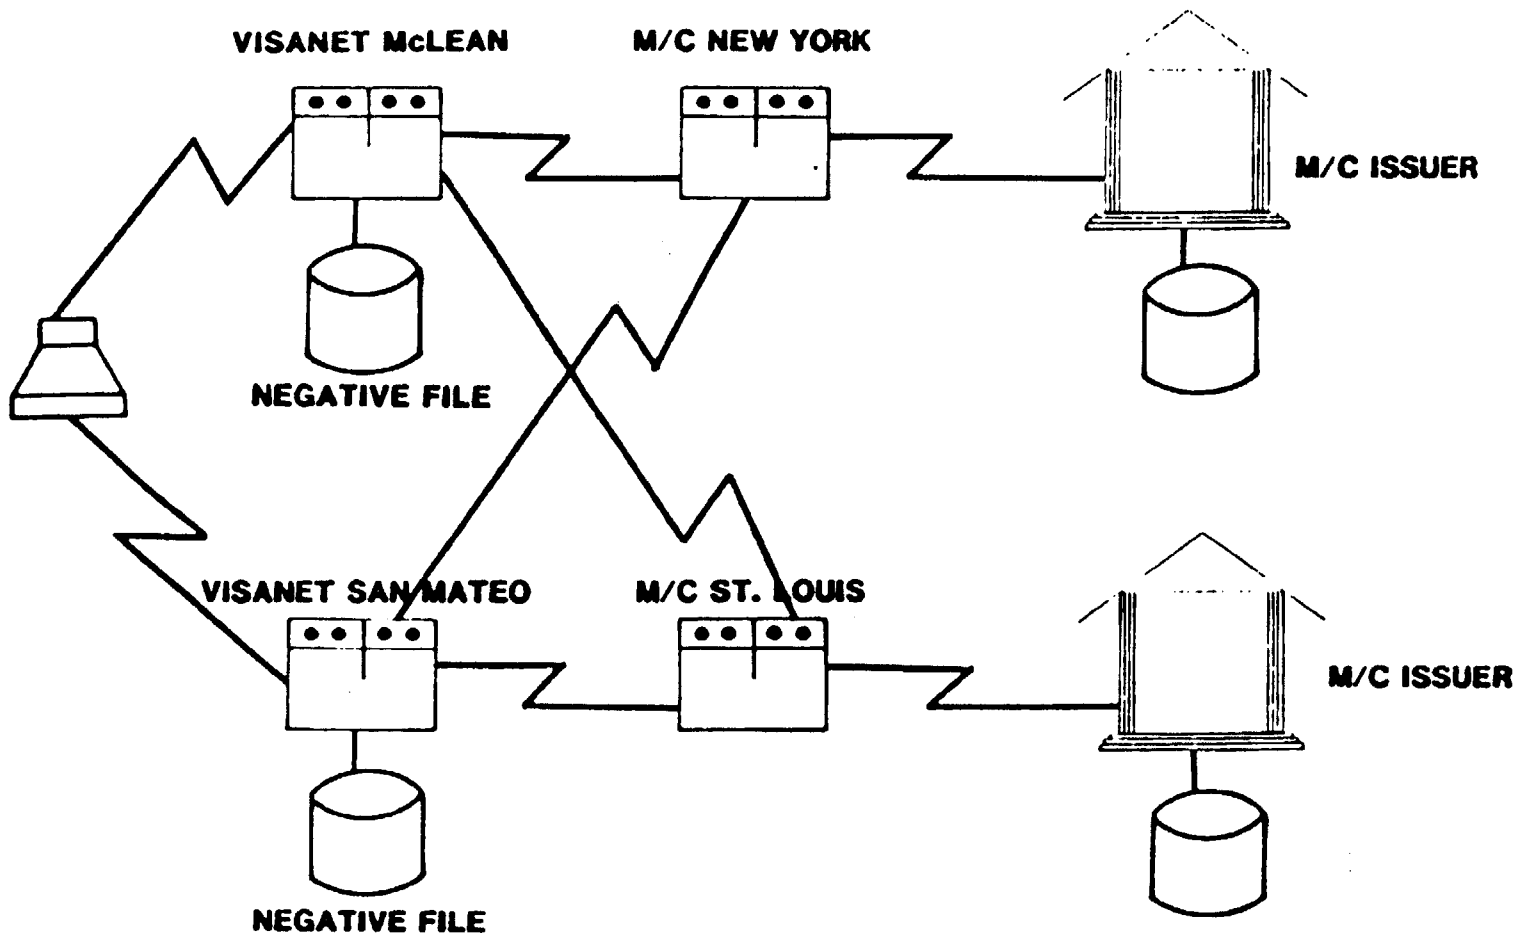 VISANET McLEAN
M/C NEW YORK
M/C ISSUER
NEGATIVE FILE
VISANET SAN MATEO
M/C ST. LOUIS
M/C ISSUER
NEGATIVE FILE